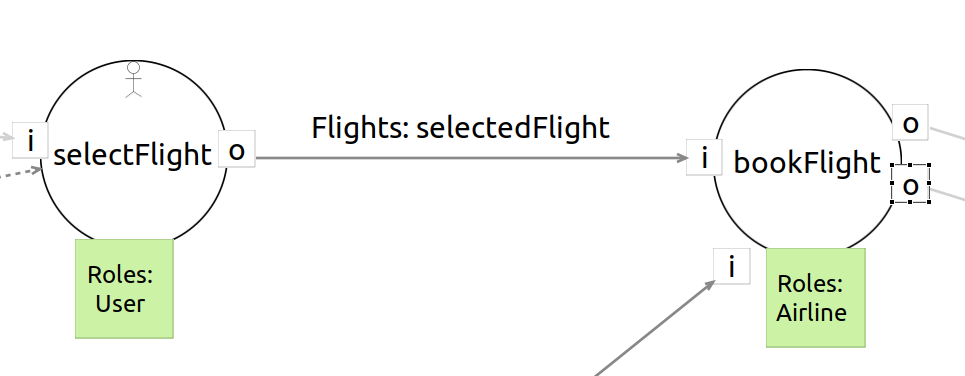 i
selectFlight
o
Flights: selectedFlight
i
bookFlight
o
o
i
Roles:
User
Roles:
Airline